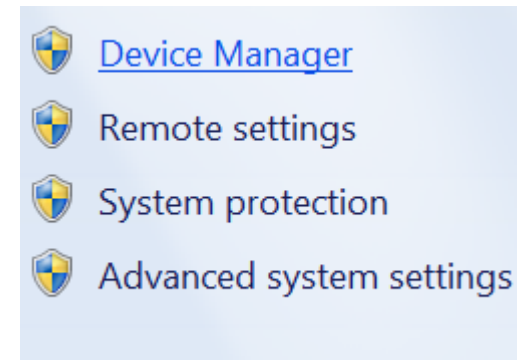 Device Manager
Remote settings
System protection
Advanced system settings